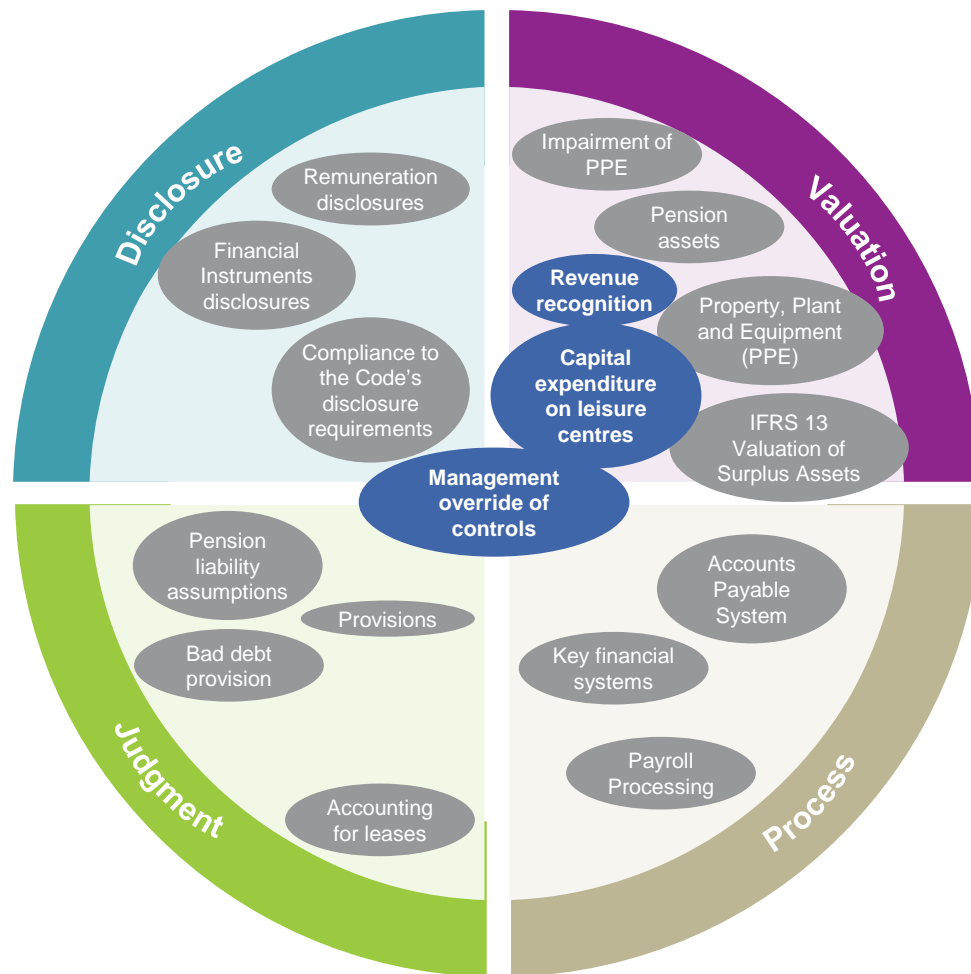 Disclosure
Remuneration
disclosures
Financial
Instruments
disclosures
Compliance to
the Code’s
disclosure
requirements
Valuation
Impairment of
PPE
Pension
assets
Revenue
recognition
Property, Plant
and Equipment
(PPE)
Capital
expenditure
on leisure
centres
IFRS 13
Valuation of
Surplus Assets
Management
override of
controls
Judgment
Pension
liability
assumptions
Provisions
Bad debt
provision
Accounting
for leases
Process
Accounts
Payable
System
Key financial
systems
Payroll
Processing